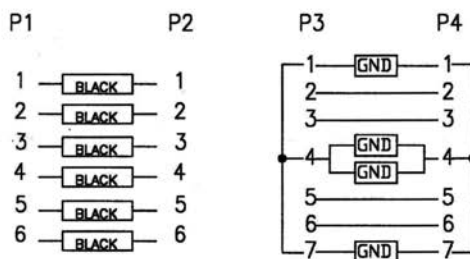 P1 P2 P3 P4
1 BLACK 1
2 BLACK 2
3 BLACK 3
4 BLACK 4
5 BLACK 5
6 BLACK 6
1 GND 1
2 2
3 3
GND
4 4
GND
5 5
6 6
7 GND 7